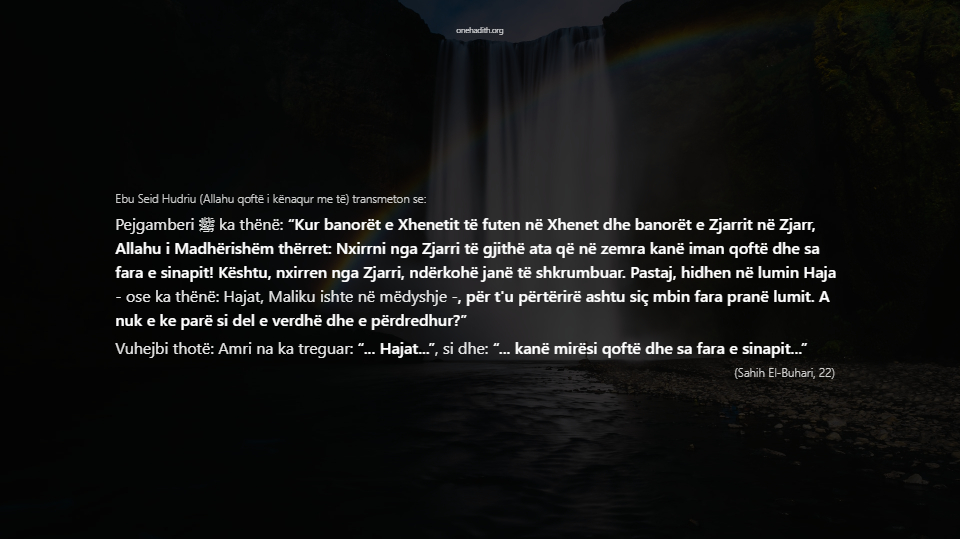 onehadith.org
Ebu Seid Hudriu (Allahu qoftë i kënaqur me të) transmeton se:
Pejgamberi ﷺ ka thënë: “Kur banorët e Xhenetit të futen në Xhenet dhe banorët e Zjarrit në Zjarr,
Allahu i Madhërishëm thërret: Nxirrni nga Zjarri të gjithë ata që në zemra kanë iman qoftë dhe sa
fara e sinapit! Kështu, nxirren nga Zjarri, ndërkohë janë të shkrumbuar. Pastaj, hidhen në lumin Haja
- ose ka thënë: Hajat, Maliku ishte në mëdyshje -, për t'u përtërirë ashtu siç mbin fara pranë lumit. A
nuk e ke parë si del e verdhë dhe e përdredhur?”
Vuhejbi thotë: Amri na ka treguar: “... Hajat...”, si dhe: “... kanë mirësi qoftë dhe sa fara e sinapit...”
(Sahih El-Buhari, 22)